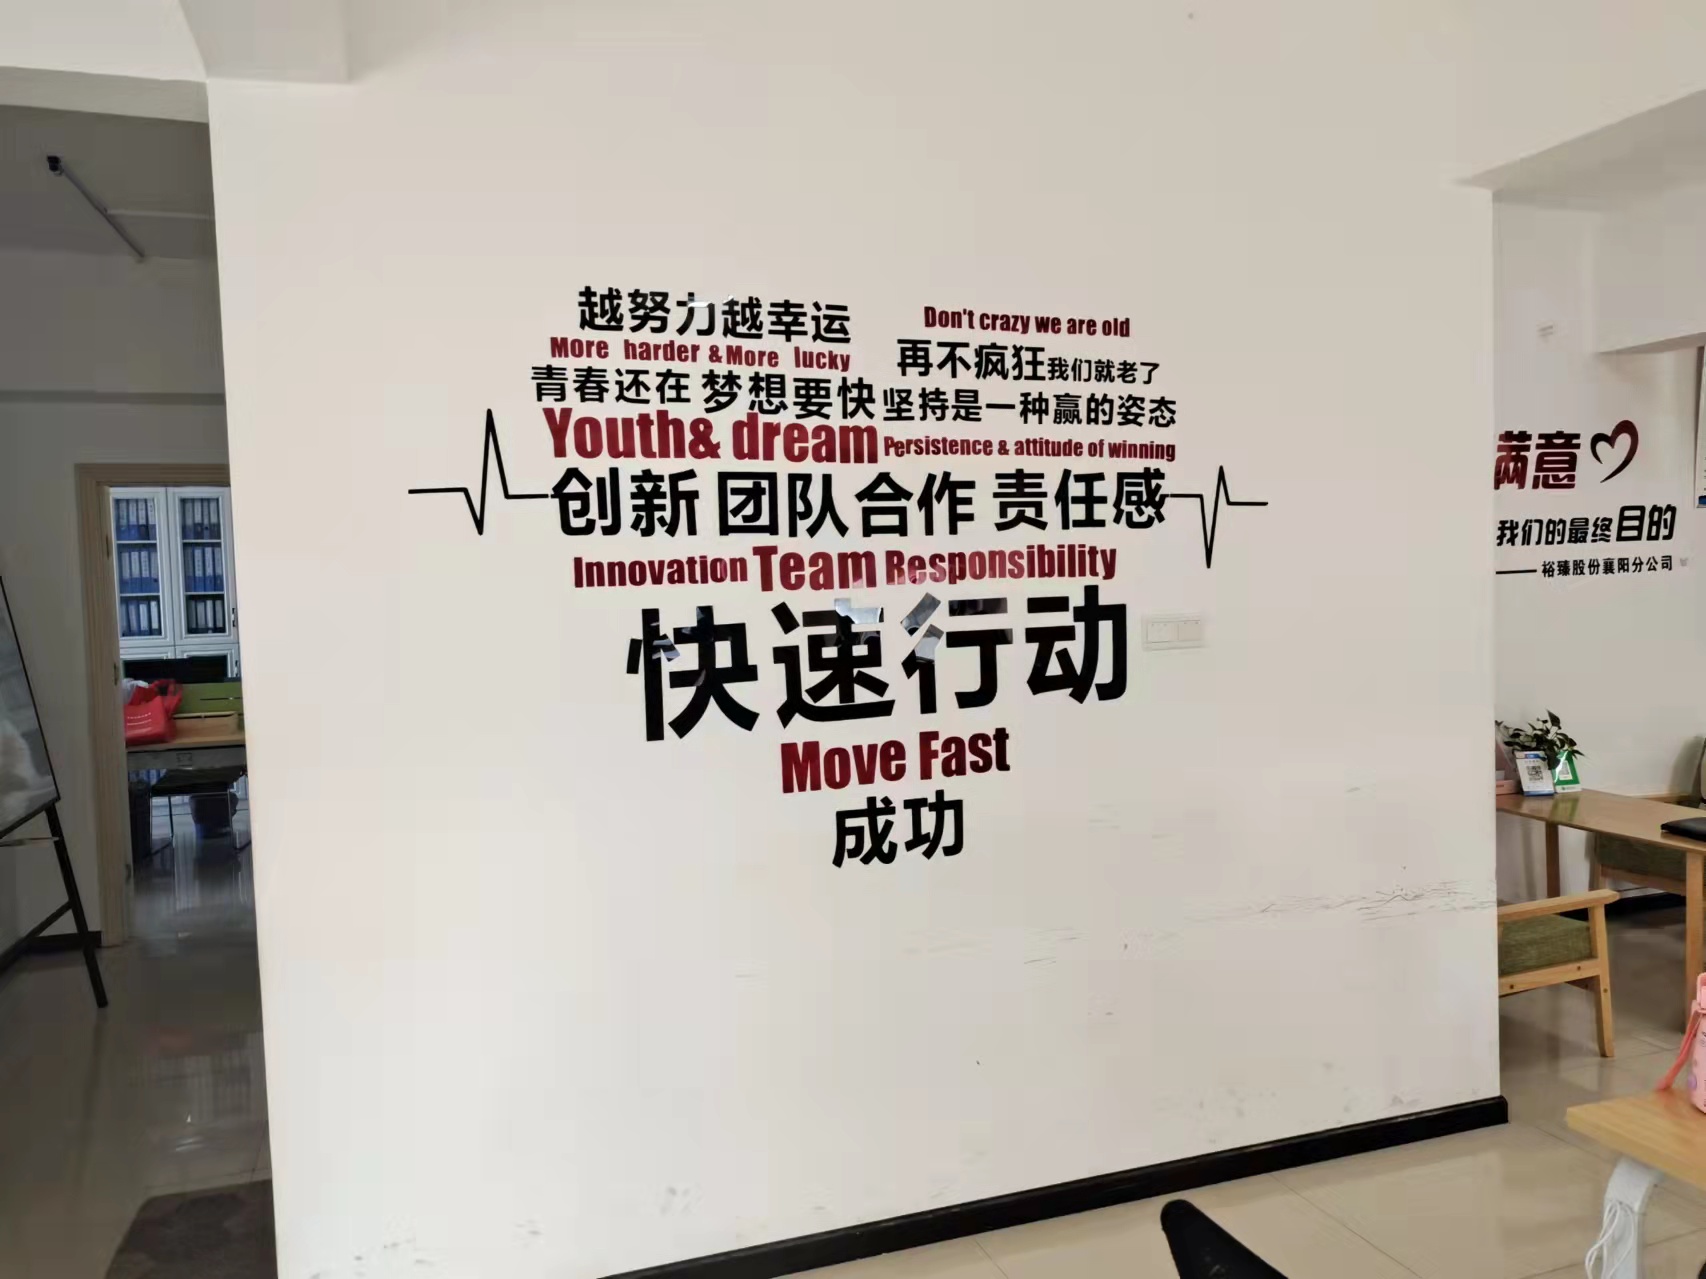 越努力越幸运
More harder & More lucky
Don't crazy we are old
再不疯狂我们就老了
青春还在 梦想要快
坚持是一种赢的姿态
Youth& dream
Persistence & attitude of winning
创新 团队合作 责任感
Innovation Team Responsibility
快速行动
Move Fast
成功
满意
我们的最终目的
——裕臻股份襄阳分公司